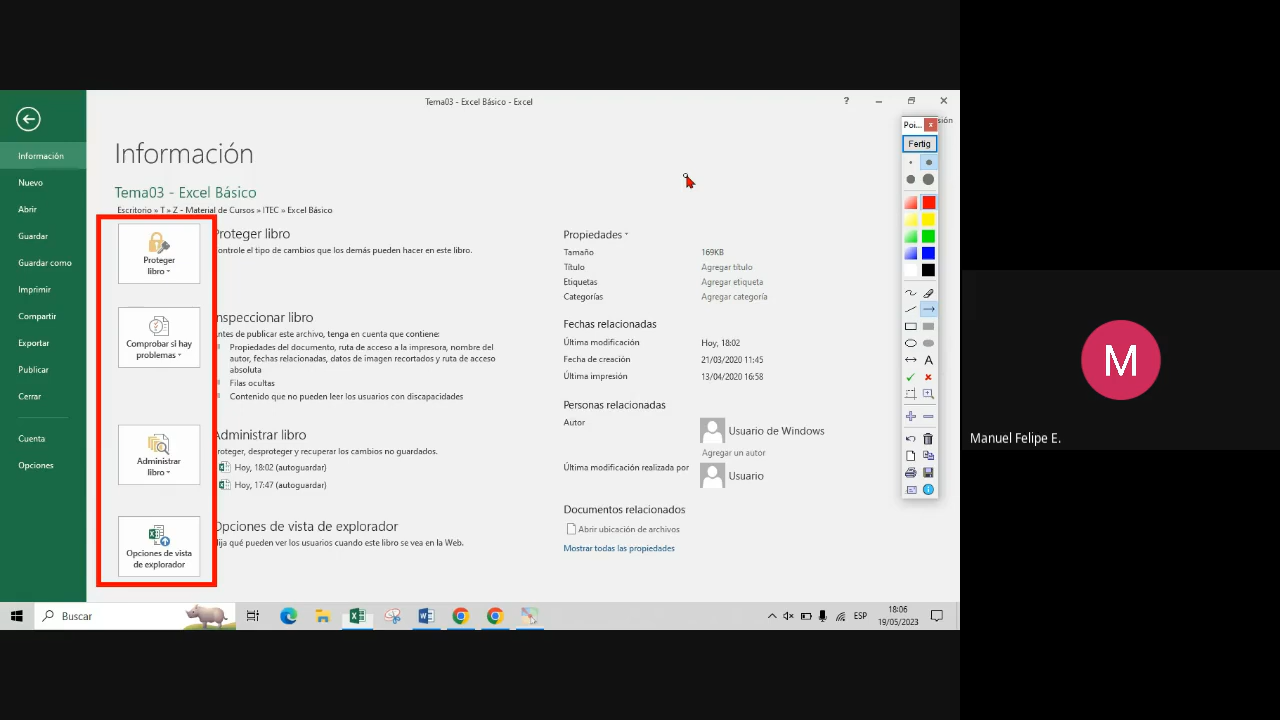 Tema03 - Excel Básico - Excel
?
sión
Información
Nuevo
Abrir
Guardar
Guardar como
Imprimir
Compartir
Exportar
Publicar
Cerrar
Cuenta
Opciones
Información
Tema03 - Excel Básico
Escritorio » T » Z - Material de Cursos » ITEC » Excel Básico
Proteger
libro
Proteger libro
ontrole el tipo de cambios que los demás pueden hacer en este libro.
Comprobar si hay
problemas
nspeccionar libro
ntes de publicar este archivo, tenga en cuenta que contiene:
Propiedades del documento, ruta de acceso a la impresora, nombre del
autor, fechas relacionadas, datos de imagen recortados y ruta de acceso
absoluta
Filas ocultas
Contenido que no pueden leer los usuarios con discapacidades
Administrar
libro
Administrar libro
roteger, desproteger y recuperar los cambios no guardados.
Hoy, 18:02 (autoguardar)
Hoy, 17:47 (autoguardar)
Opciones de vista
de explorador
Opciones de vista de explorador
lija qué pueden ver los usuarios cuando este libro se vea en la Web.
Propiedades
Tamaño 169KB
Título Agregar título
Etiquetas Agregar etiqueta
Categorías Agregar categoría
Fechas relacionadas
Última modificación Hoy, 18:02
Fecha de creación 21/03/2020 11:45
Última impresión 13/04/2020 16:58
Personas relacionadas
Autor Usuario de Windows
Agregar un autor
Última modificación realizada por Usuario
Documentos relacionados
Abrir ubicación de archivos
Mostrar todas las propiedades
Poi...
Fertig
A
Buscar
ESP
18:06
19/05/2023
M
Manuel Felipe E.